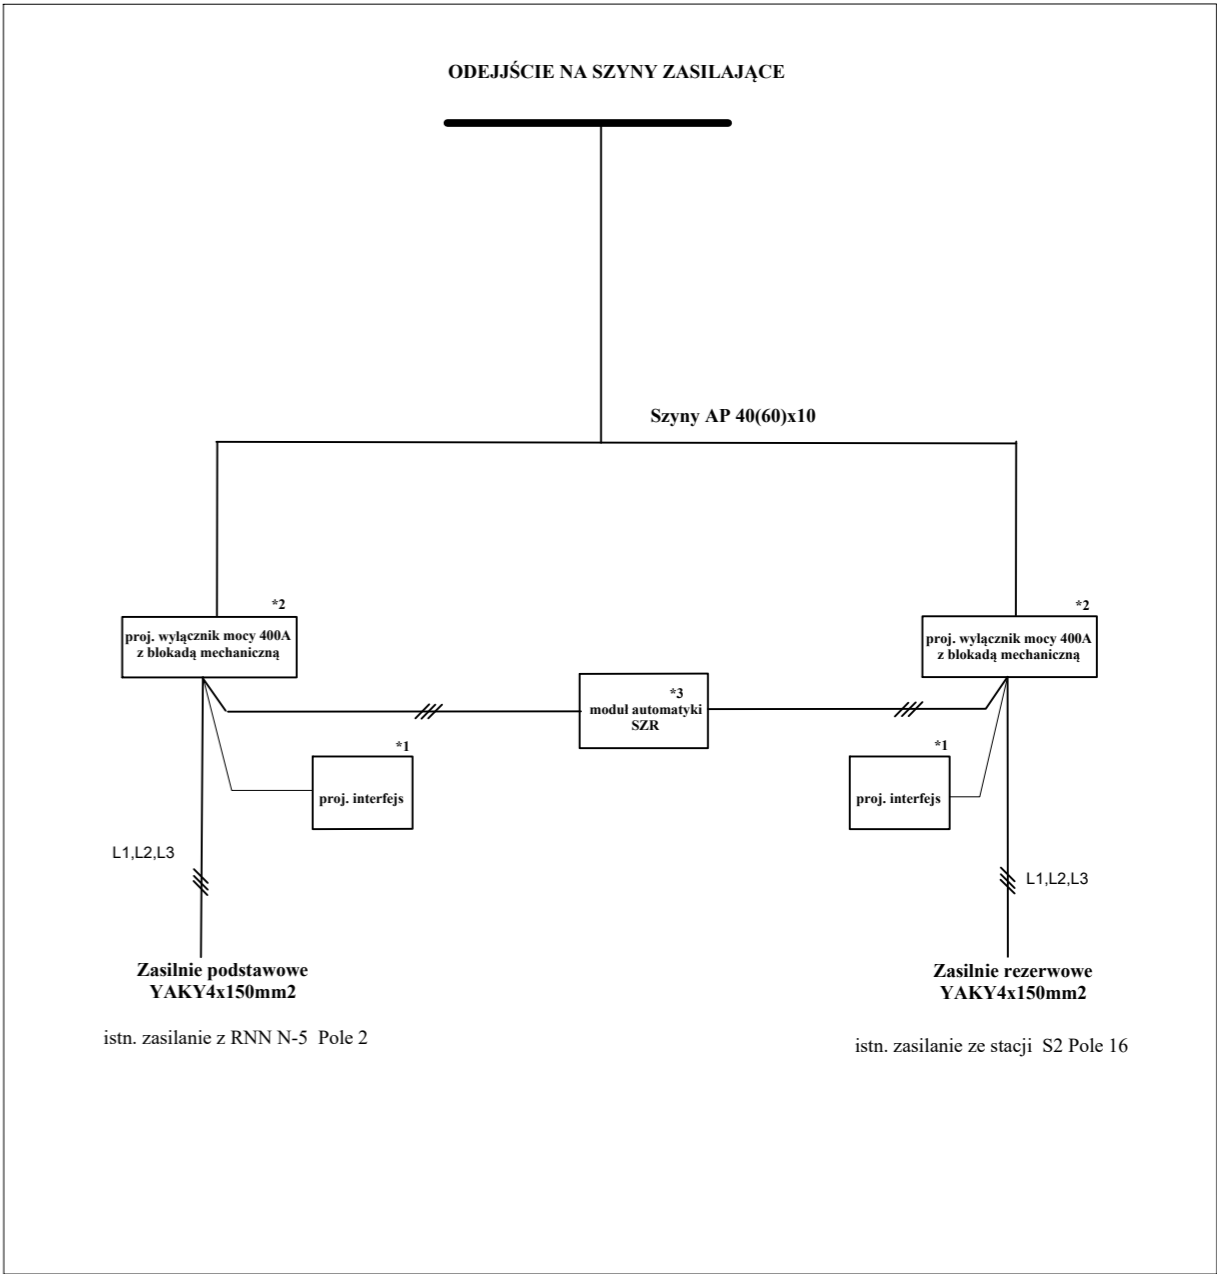 ODEJJŚCIE NA SZYNY ZASILAJĄCE
Szyny AP 40(60)x10
*2
proj. wyłącznik mocy 400A
z blokadą mechaniczną
*2
proj. wyłącznik mocy 400A
z blokadą mechaniczną
*3
moduł automatyki
SZR
*1
proj. interfejs
*1
proj. interfejs
L1,L2,L3
L1,L2,L3
Zasilnie podstawowe
YAKY4x150mm2
Zasilnie rezerwowe
YAKY4x150mm2
istn. zasilanie z RNN N-5 Pole 2
istn. zasilanie ze stacji S2 Pole 16